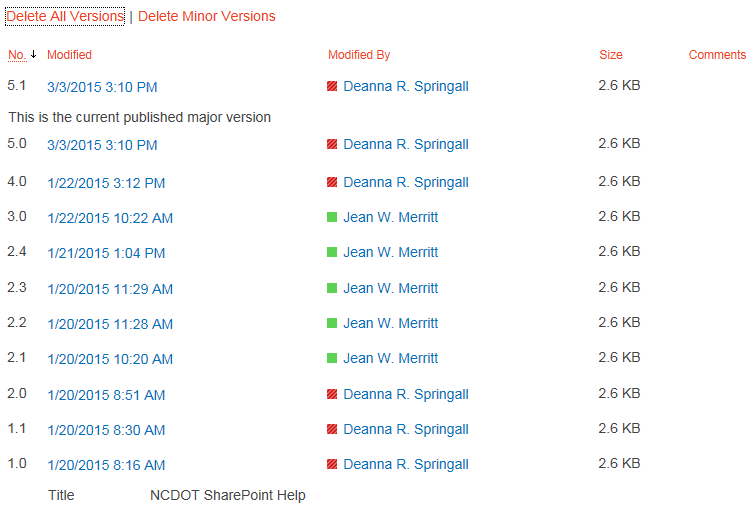 Delete All Versions | Delete Minor Versions
No. Modified Modified By Size Comments
5.1 3/3/2015 3:10 PM Deanna R. Springall 2.6 KB
This is the current published major version
5.0 3/3/2015 3:10 PM Deanna R. Springall 2.6 KB
4.0 1/22/2015 3:12 PM Deanna R. Springall 2.6 KB
3.0 1/22/2015 10:22 AM Jean W. Merritt 2.6 KB
2.4 1/21/2015 1:04 PM Jean W. Merritt 2.6 KB
2.3 1/20/2015 11:29 AM Jean W. Merritt 2.6 KB
2.2 1/20/2015 11:28 AM Jean W. Merritt 2.6 KB
2.1 1/20/2015 10:20 AM Jean W. Merritt 2.6 KB
2.0 1/20/2015 8:51 AM Deanna R. Springall 2.6 KB
1.1 1/20/2015 8:30 AM Deanna R. Springall 2.6 KB
1.0 1/20/2015 8:16 AM Deanna R. Springall 2.6 KB
Title NCDOT SharePoint Help